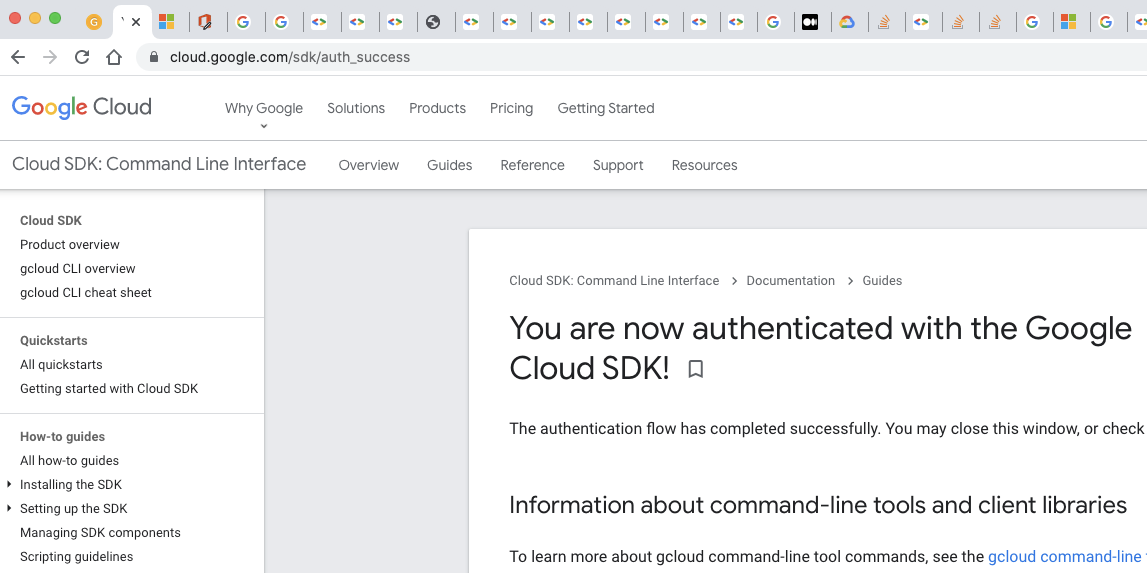 cloud.google.com/sdk/auth_success
Google Cloud
Why Google Solutions Products Pricing Getting Started
Cloud SDK: Command Line Interface Overview Guides Reference Support Resources
Cloud SDK
Product overview
gcloud CLI overview
gcloud CLI cheat sheet
Quickstarts
All quickstarts
Getting started with Cloud SDK
How-to guides
All how-to guides
Installing the SDK
Setting up the SDK
Managing SDK components
Scripting guidelines
Cloud SDK: Command Line Interface > Documentation > Guides
You are now authenticated with the Google
Cloud SDK!
The authentication flow has completed successfully. You may close this window, or check
Information about command-line tools and client libraries
To learn more about gcloud command-line tool commands, see the gcloud command-line